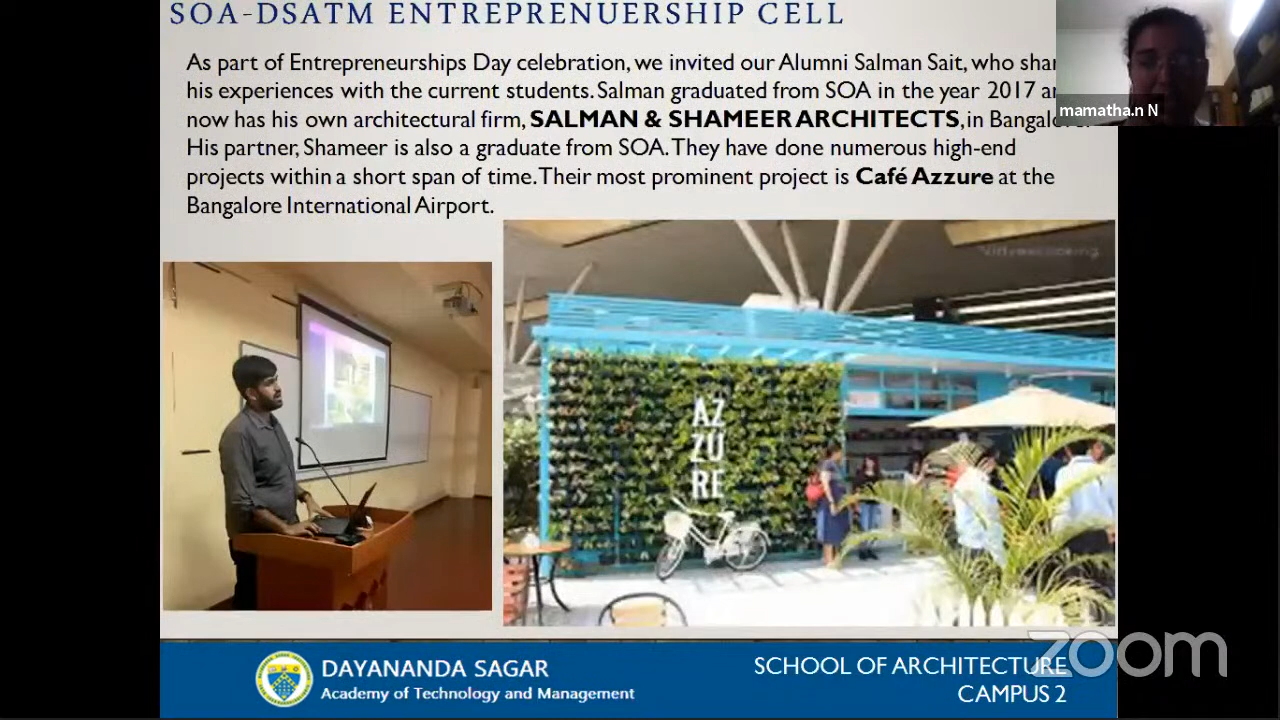 SOA-DSATM ENTREPRENUERSHIP CELL
As part of Entrepreneurships Day celebration, we invited our Alumni Salman Sait, who
his experiences with the current students. Salman graduated from SOA in the year 2017
now has his own architectural firm, SALMAN & SHAMEER ARCHITECTS, in
His partner, Shameer is also a graduate from SOA. They have done numerous high-end
projects within a short span of time. Their most prominent project is Café Azzure at the
Bangalore International Airport.
mamatha.n N
AZ
ZU
RE
DAYANANDA SAGAR
Academy of Technology and Management
SCHOOL OF ARCHITECTURE
CAMPUS 2
zoom